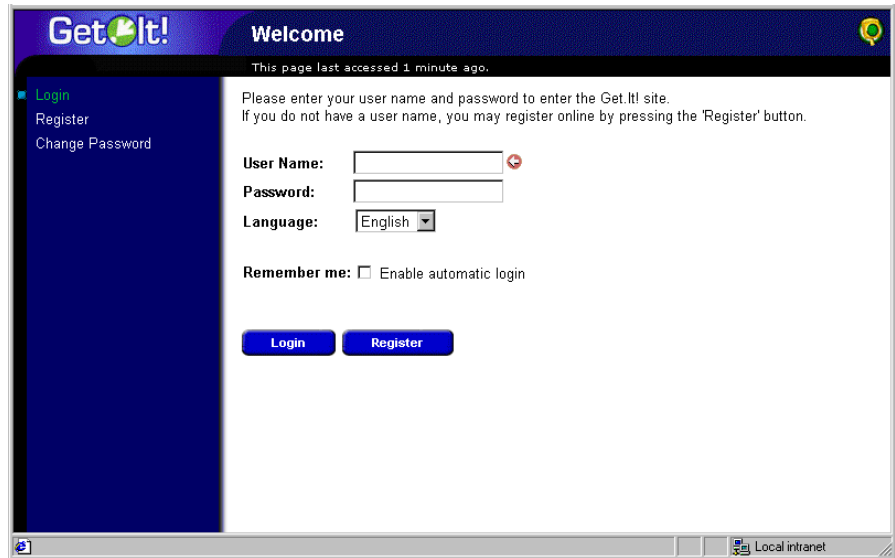 Get It!
Welcome
This page last accessed 1 minute ago.
Login
Register
Change Password
Please enter your user name and password to enter the Get.It! site.
If you do not have a user name, you may register online by pressing the 'Register' button.
User Name:
Password:
Language: English
Remember me: Enable automatic login
Login Register
Local intranet